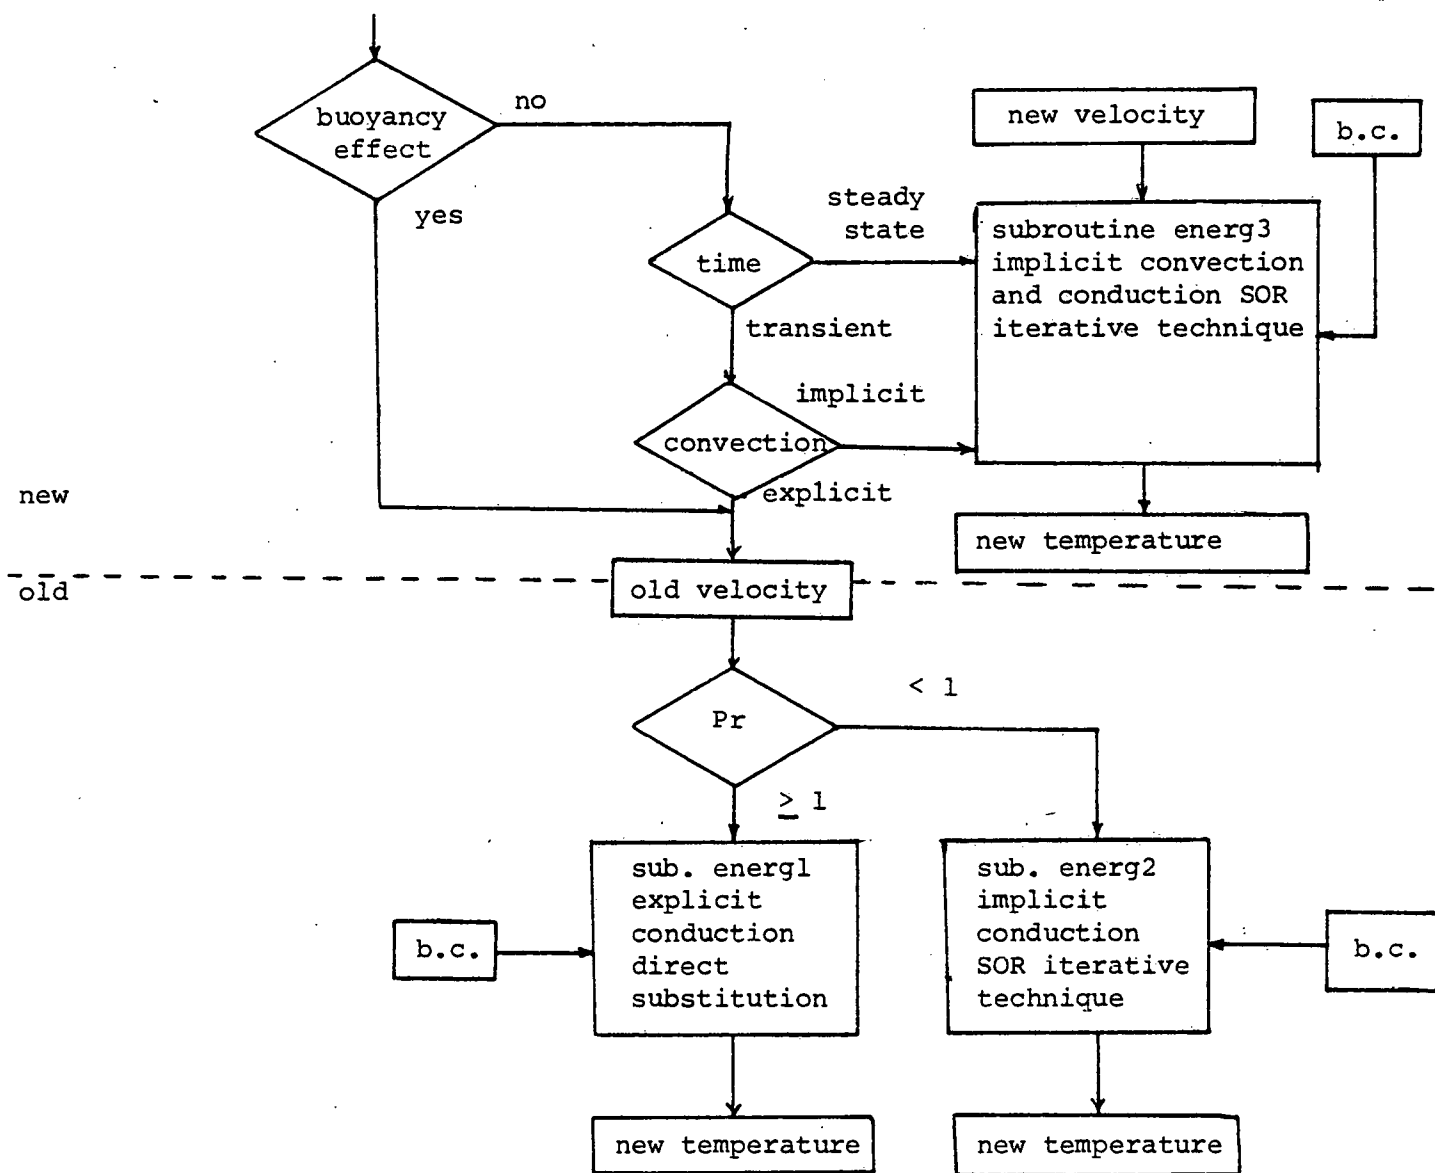 buoyancy
effect
no
yes
new velocity
b.c.
steady
state
time
transient
subroutine energ3
implicit convection
and conduction SOR
iterative technique
implicit
convection
explicit
new
new temperature
old
old velocity
Pr
< 1
≥ 1
sub. energ1
explicit
conduction
direct
substitution
b.c.
sub. energ2
implicit
conduction
SOR iterative
technique
b.c.
new temperature
new temperature